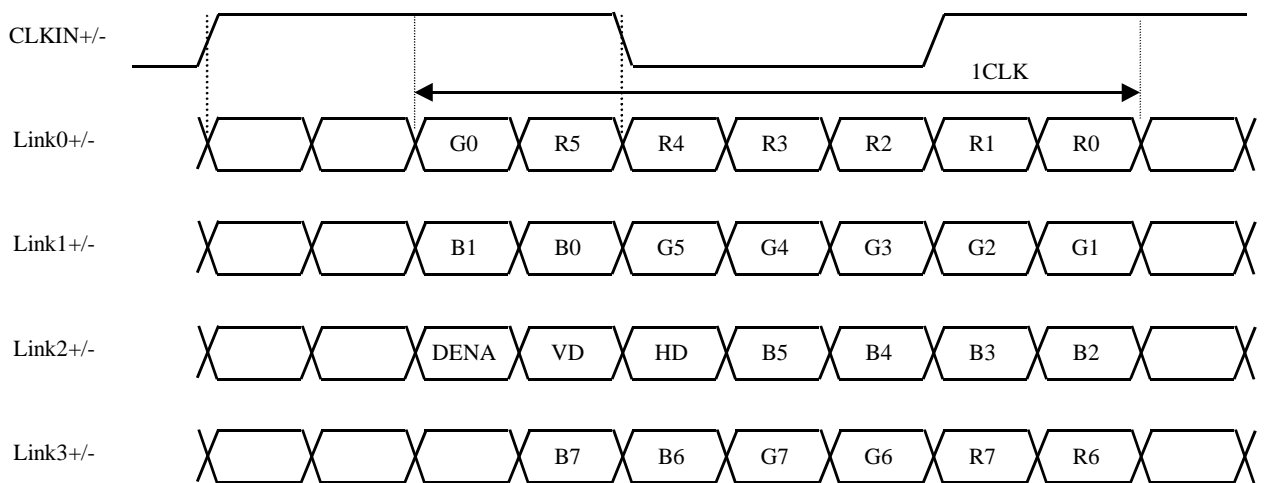 CLKIN+/-
1CLK
Link0+/- G0 R5 R4 R3 R2 R1 R0
Link1+/- B1 B0 G5 G4 G3 G2 G1
Link2+/- DENA VD HD B5 B4 B3 B2
Link3+/- B7 B6 G7 G6 R7 R6